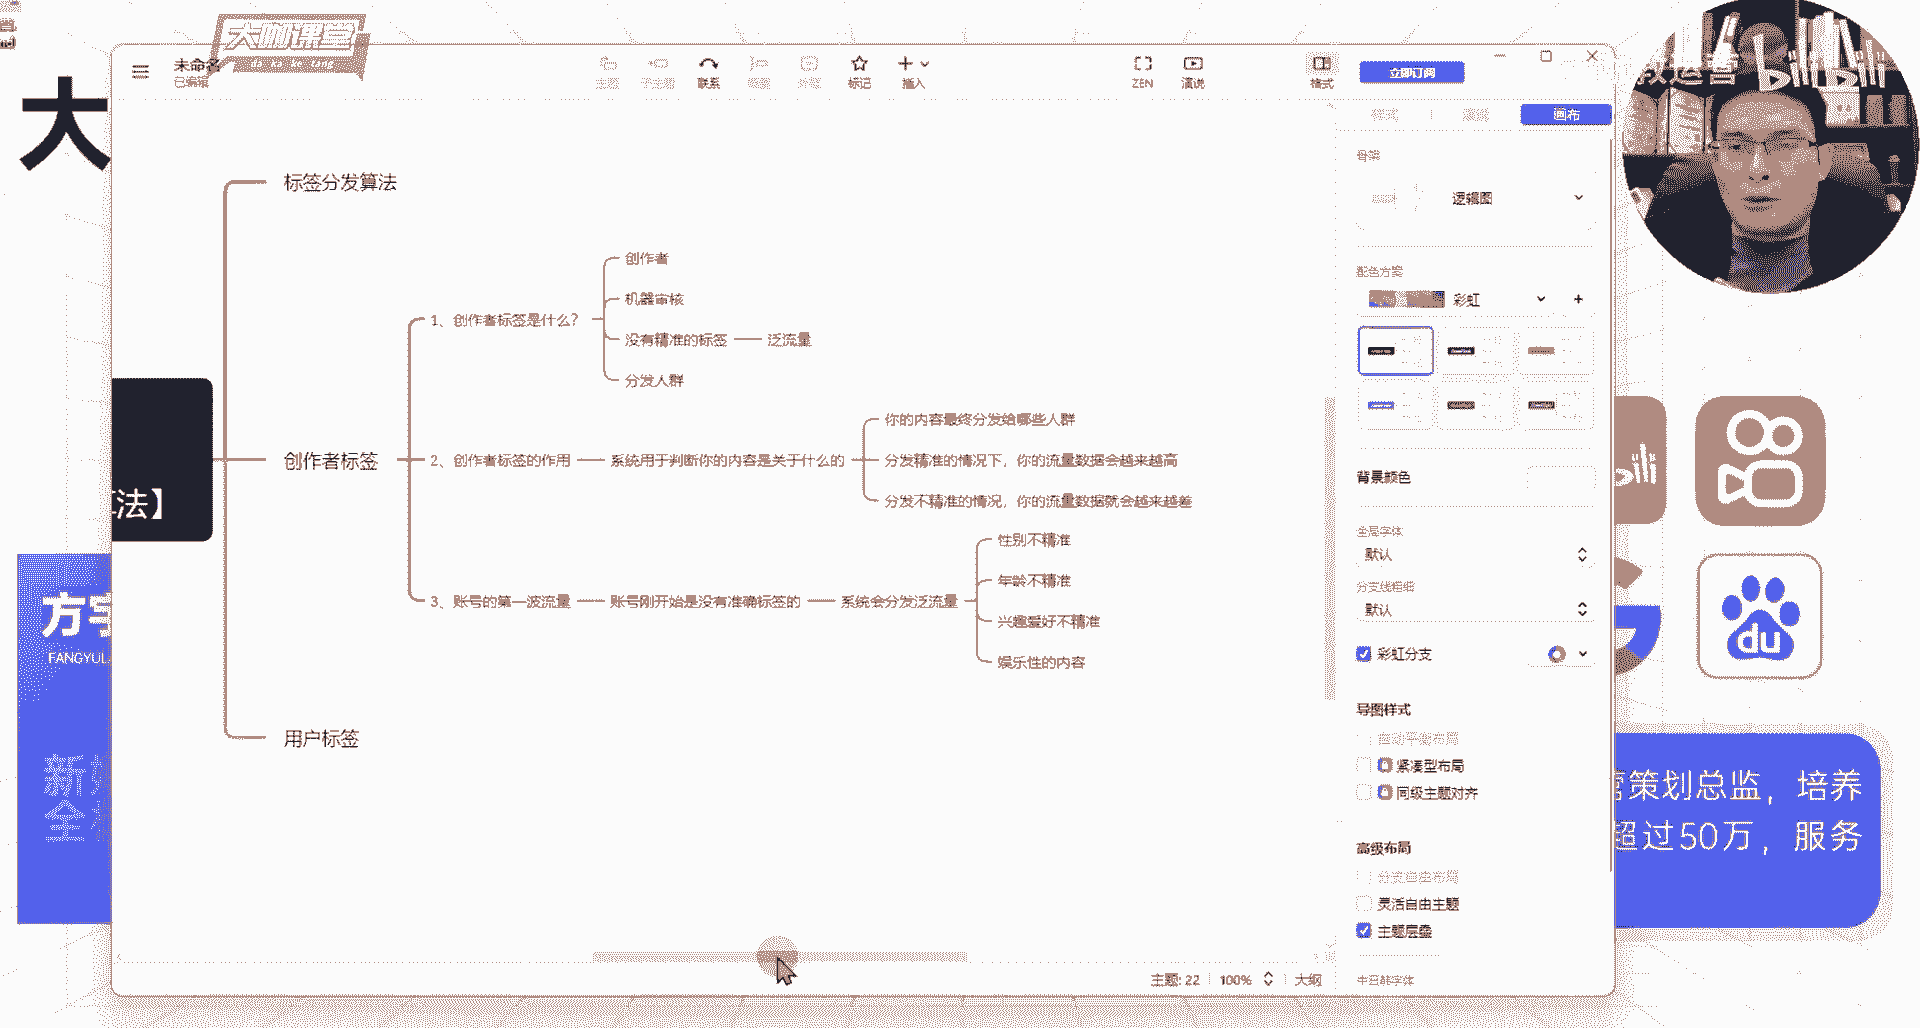 大咖课堂
da ka ke tang
大
未命名
已编辑
主题
子主题
联系
概要
外框
标记
插入
ZEN
演说
格式
立即订阅
教运营
bilibili
样式
演说
画布
骨架
逻辑图
配色方案
彩虹
背景颜色
全局字体
默认
分支线粗细
默认
彩虹分支
导图样式
自动平衡布局
紧凑型布局
同级主题对齐
高级布局
分支自由布局
灵活自由主题
主题层叠
中日韩字体
标签分发算法
创作者
机器审核
1、创作者标签是什么?
没有精准的标签
泛流量
分发人群
你的内容最终分发给哪些人群
创作者标签
2、创作者标签的作用
系统用于判断你的内容是关于什么的
分发精准的情况下，你的流量数据会越来越高
分发不精准的情况，你的流量数据就会越来越差
法】
性别不精准
年龄不精准
3、账号的第一波流量
账号刚开始是没有准确标签的
系统会分发泛流量
兴趣爱好不精准
娱乐性的内容
用户标签
主题: 22
100%
大纲
方
FANGYUL
新
全
bili
du
策划总监，培养
超过50万，服务